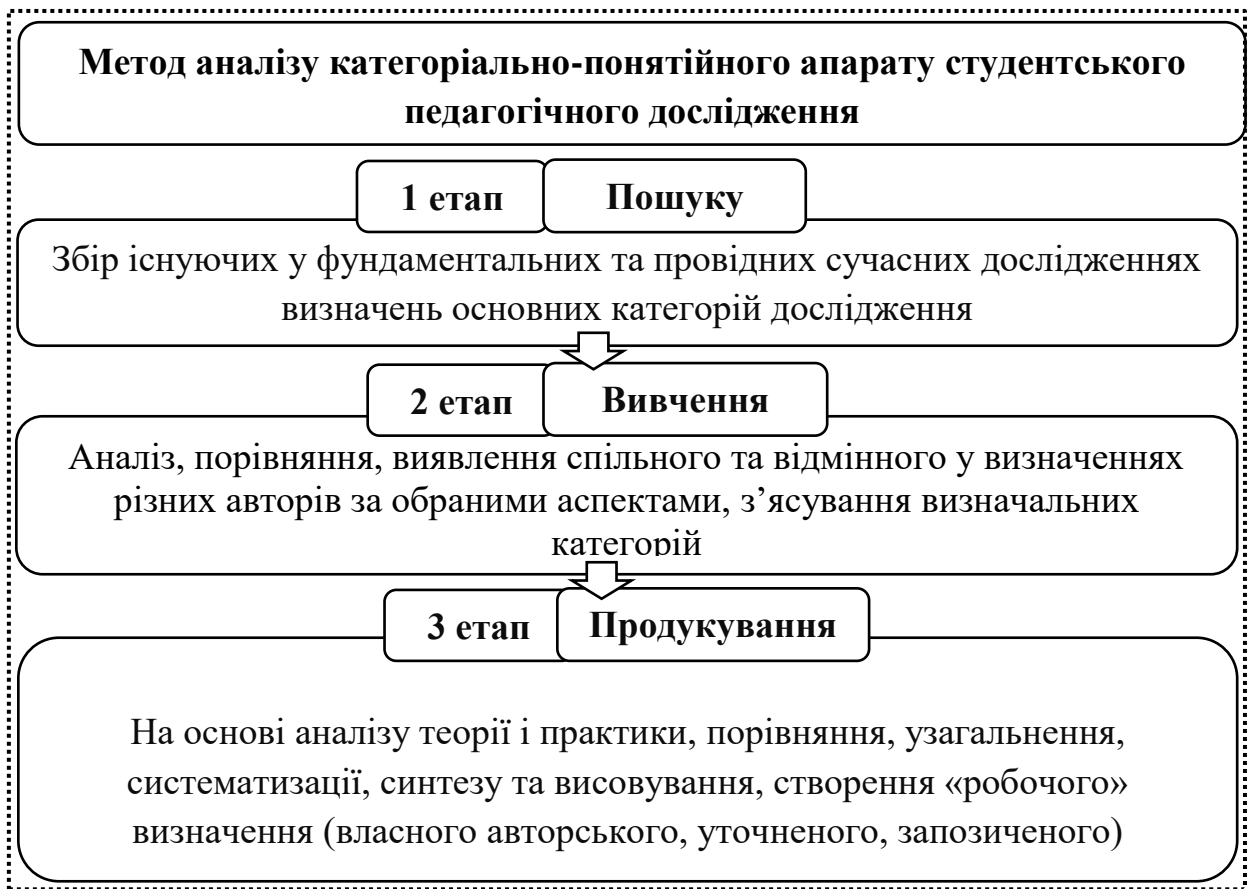 Метод аналізу категоріально-понятійного апарату студентського
педагогічного дослідження
1 етап Пошуку
Збір існуючих у фундаментальних та провідних сучасних дослідженнях
визначень основних категорій дослідження
2 етап Вивчення
Аналіз, порівняння, виявлення спільного та відмінного у визначеннях
різних авторів за обраними аспектами, з’ясування визначальних
категорій
3 етап Продукування
На основі аналізу теорії і практики, порівняння, узагальнення,
систематизації, синтезу та висовування, створення «робочого»
визначення (власного авторського, уточненого, запозиченого)